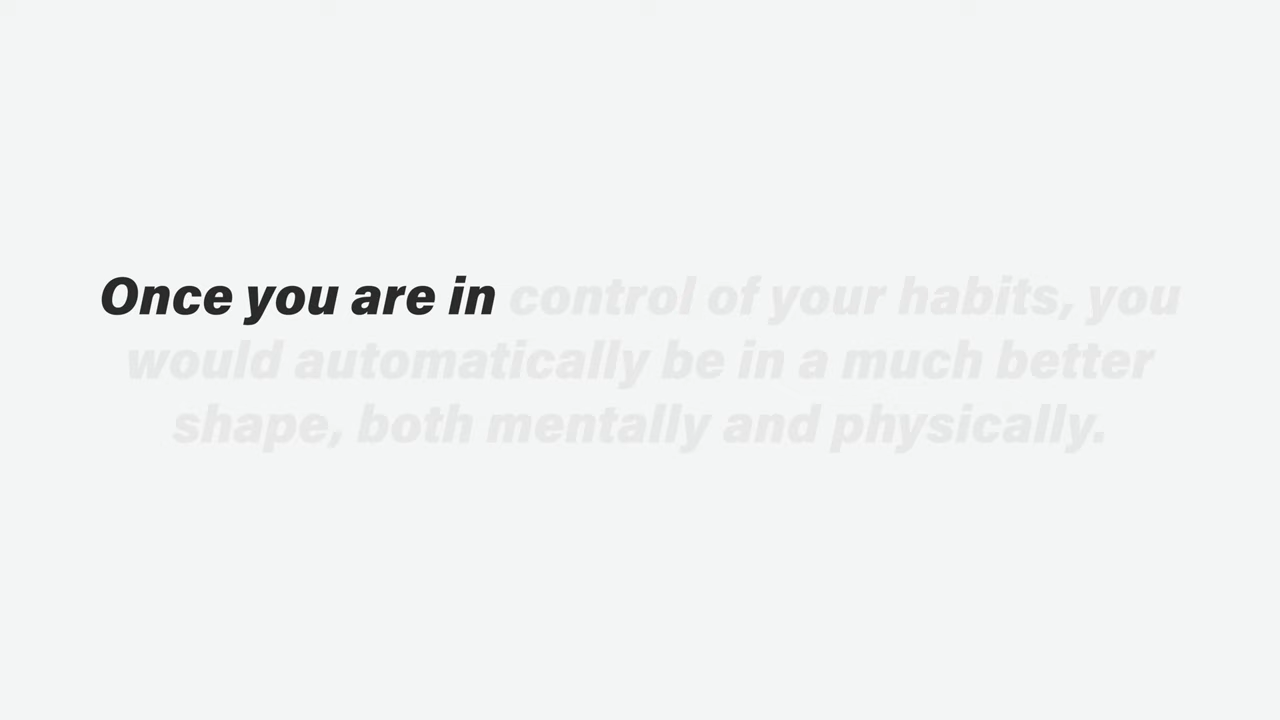 Once you are in control of your habits, you
would automatically be in a much better
shape, both mentally and physically.